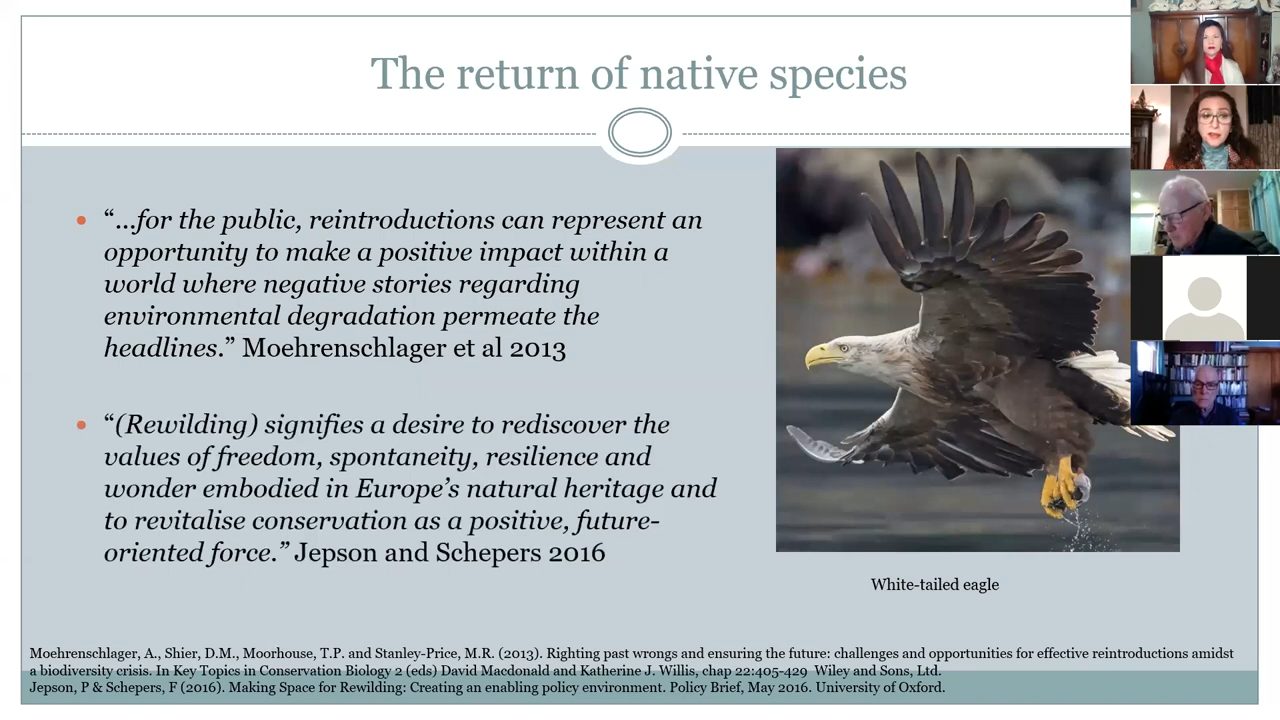 The return of native species
“…for the public, reintroductions can represent an
opportunity to make a positive impact within a
world where negative stories regarding
environmental degradation permeate the
headlines.” Moehrenschlager et al 2013
“(Rewilding) signifies a desire to rediscover the
values of freedom, spontaneity, resilience and
wonder embodied in Europe’s natural heritage and
to revitalise conservation as a positive, future-
oriented force.” Jepson and Schepers 2016
White-tailed eagle
Moehrenschlager, A., Shier, D.M., Moorhouse, T.P. and Stanley-Price, M.R. (2013). Righting past wrongs and ensuring the future: challenges and opportunities for effective reintroductions amidst
a biodiversity crisis. In Key Topics in Conservation Biology 2 (eds) David Macdonald and Katherine J. Willis, chap 22:405-429 Wiley and Sons, Ltd.
Jepson, P & Schepers, F (2016). Making Space for Rewilding: Creating an enabling policy environment. Policy Brief, May 2016. University of Oxford.